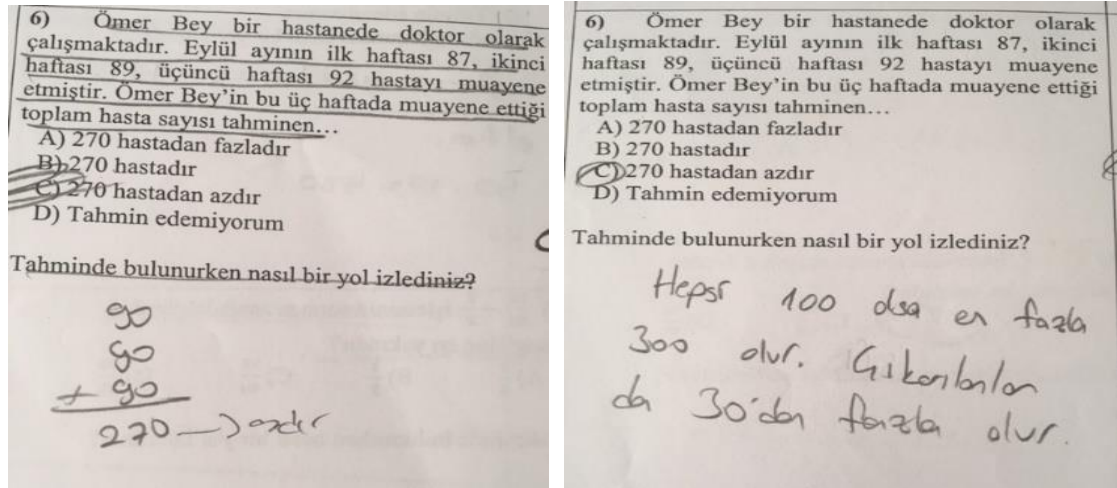 6) Ömer Bey bir hastanede doktor olarak
çalışmaktadır. Eylül ayının ilk haftası 87, ikinci
haftası 89, üçüncü haftası 92 hastayı muayene
etmiştir. Ömer Bey'in bu üç haftada muayene ettiği
toplam hasta sayısı tahminen...
A) 270 hastadan fazladır
B) 270 hastadır
C) 270 hastadan azdır
D) Tahmin edemiyorum
Tahminde bulunurken nasıl bir yol izlediniz?
90
90
+ 90
270 → azdır
6) Ömer Bey bir hastanede doktor olarak
çalışmaktadır. Eylül ayının ilk haftası 87, ikinci
haftası 89, üçüncü haftası 92 hastayı muayene
etmiştir. Ömer Bey'in bu üç haftada muayene ettiği
toplam hasta sayısı tahminen...
A) 270 hastadan fazladır
B) 270 hastadır
C) 270 hastadan azdır
D) Tahmin edemiyorum
Tahminde bulunurken nasıl bir yol izlediniz?
Hepsi 100 olsa en fazla
300 olur. Çıkarılanlar
da 30'dan fazla olur.